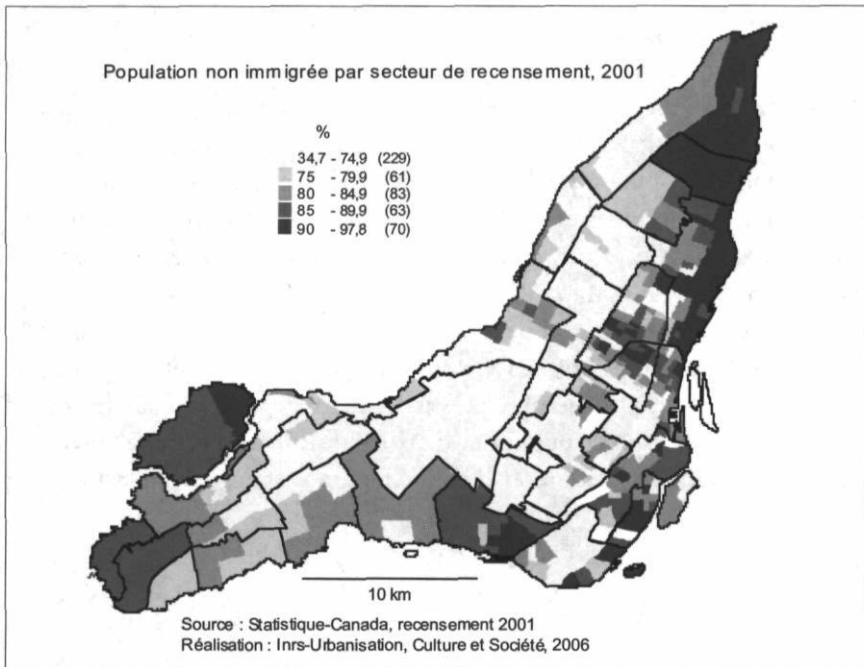 Population non immigrée par secteur de recensement, 2001
%
34,7 - 74,9 (229)
75 - 79,9 (61)
80 - 84,9 (83)
85 - 89,9 (63)
90 - 97,8 (70)
10 km
Source : Statistique-Canada, recensement 2001
Réalisation : Inrs-Urbanisation, Culture et Société, 2006